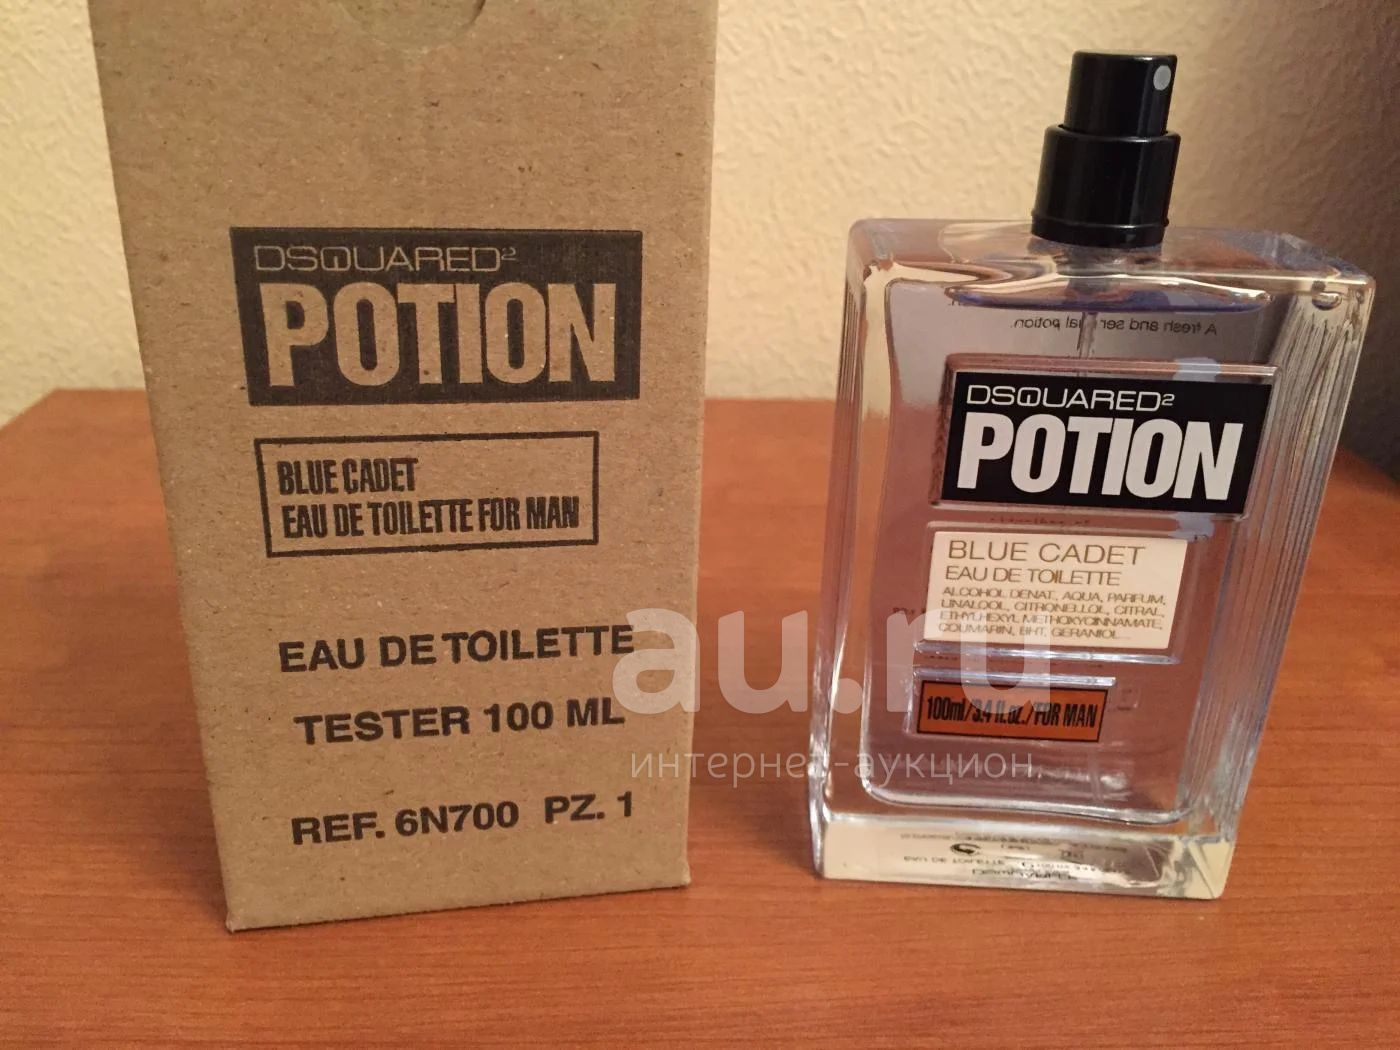 DSQUARED²
POTION
BLUE CADET
EAU DE TOILETTE FOR MAN
EAU DE TOILETTE
TESTER 100 ML
REF. 6N700 PZ. 1
A fresh and potion.
DSQUARED²
POTION
BLUE CADET
EAU DE TOILETTE
ALCOHOL DENAT., AQUA, PARFUM,
LINALOOL, CITRONELLOL, CITRAL,
ETHYLHEXYL METHOXYCINNAMATE,
COUMARIN, BHT, GERANIOL
100ml/3.4 fl.oz./FOR MAN
au.ru
интернет-аукцион